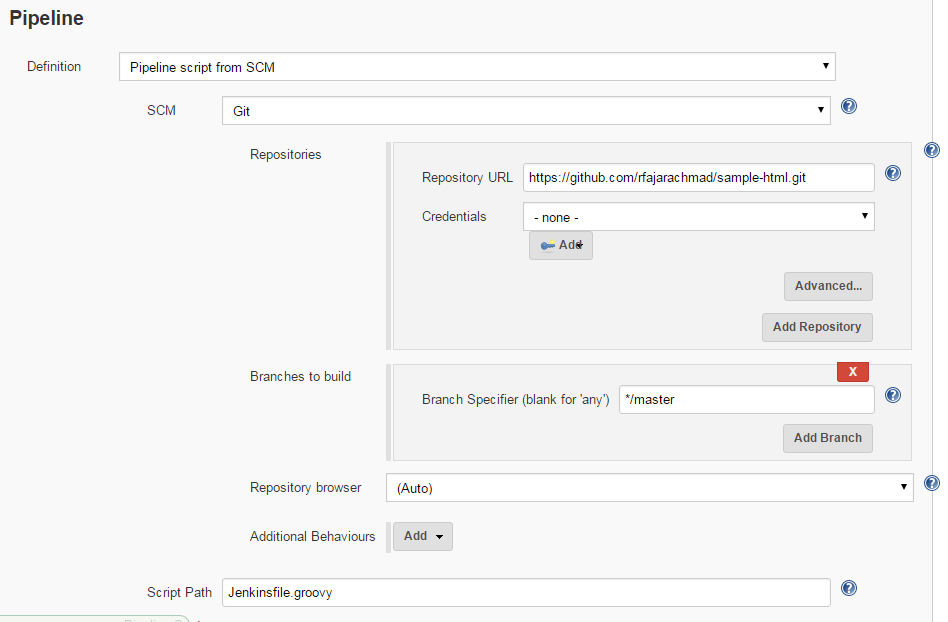 Pipeline
Definition
Pipeline script from SCM
SCM
Git
Repositories
Repository URL
https://github.com/rfajarachmad/sample-html.git
Credentials
- none -
Add
Advanced...
Add Repository
Branches to build
X
Branch Specifier (blank for 'any')
*/master
Add Branch
Repository browser
(Auto)
Additional Behaviours
Add
Script Path
Jenkinsfile.groovy